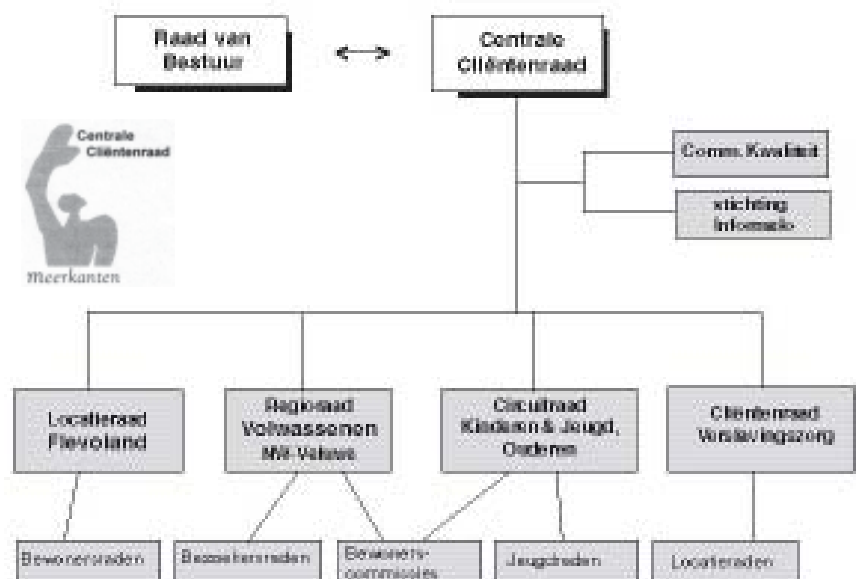 Raad van
Bestuur
Centrale
Cliëntenraad
Centrale
Cliëntenraad
meerkanten
Comm. Kwaliteit
stichting
Informatio
Locatieraad
Flevoland
Regioraad
Volwassenen
NW-Veluwe
Circuitraad
Kinderen & Jeugd,
Ouderen
Cliëntenraad
Verslavingszorg
Bewonersraden
Bezoekersraden
Bewoners-
commissies
Jeugdraden
Locatieraden